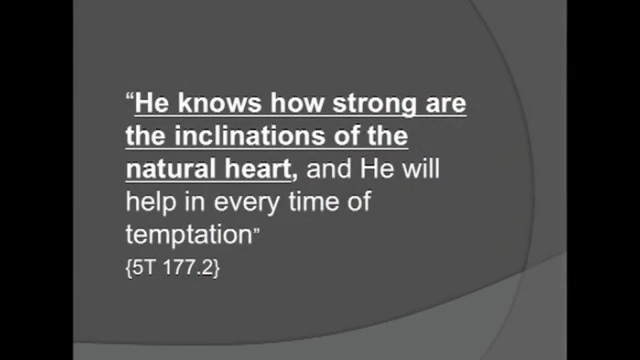 “He knows how strong are
the inclinations of the
natural heart, and He will
help in every time of
temptation”
{5T 177.2}